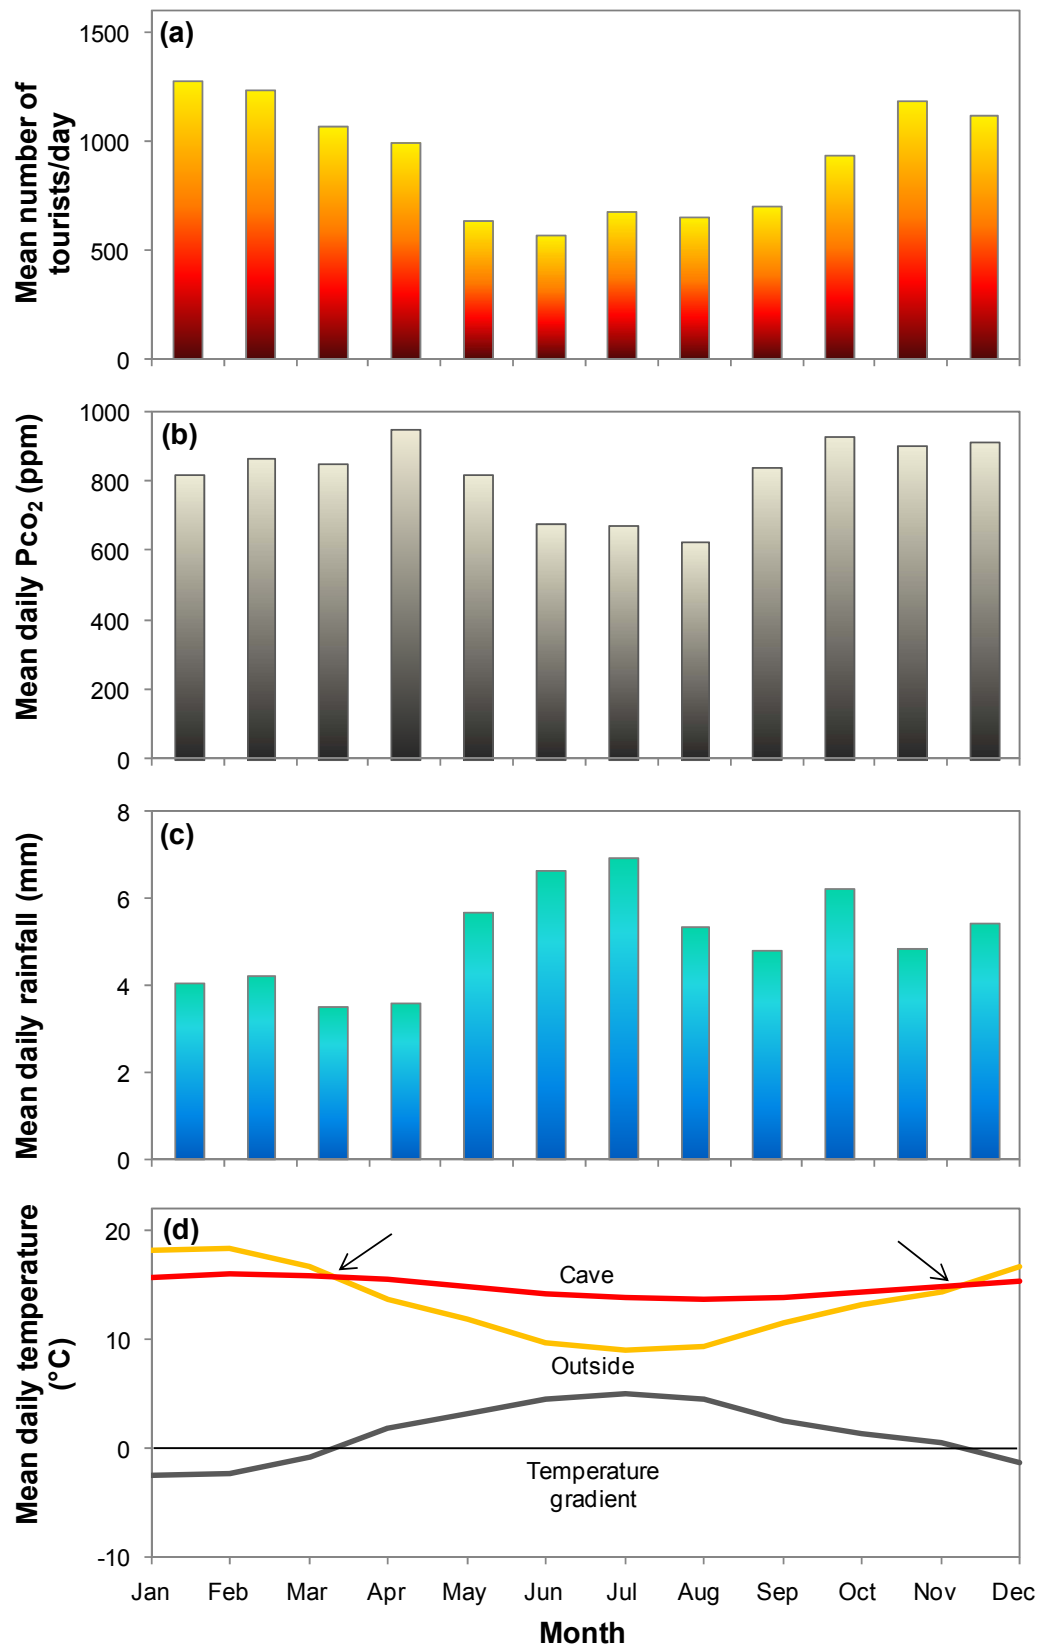 (a)
Mean number of
tourists/day
1500
1000
500
0
(b)
Mean daily Pco₂ (ppm)
1000
800
600
400
200
0
(c)
Mean daily rainfall (mm)
8
6
4
2
0
(d)
Mean daily temperature
(°C)
20
10
0
-10
Cave
Outside
Temperature
gradient
Jan Feb Mar Apr May Jun Jul Aug Sep Oct Nov Dec
Month